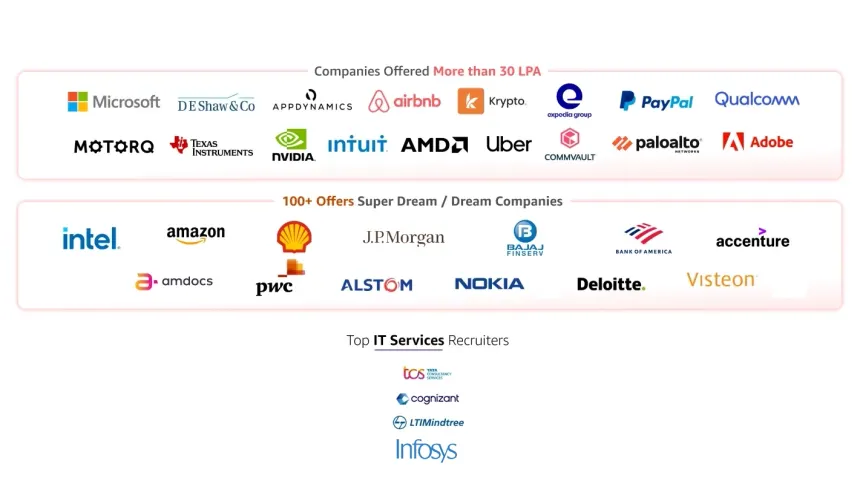 Companies Offered More than 30 LPA
Microsoft
DE Shaw & Co
APPDYNAMICS
airbnb
Krypto
expedia group
PayPal
Qualcomm
MOTORQ
TEXAS
INSTRUMENTS
NVIDIA
intuit
AMD
Uber
COMMVAULT
paloalto
NETWORKS
Adobe
100+ Offers Super Dream / Dream Companies
intel
amazon
J.P.Morgan
B
BAJAJ
FINSERV
BANK OF AMERICA
accenture
amdocs
pwc
ALSTOM
NOKIA
Deloitte.
Visteon
Top IT Services Recruiters
tcs
TATA
CONSULTANCY
SERVICES
cognizant
LTIMindtree
Infosys